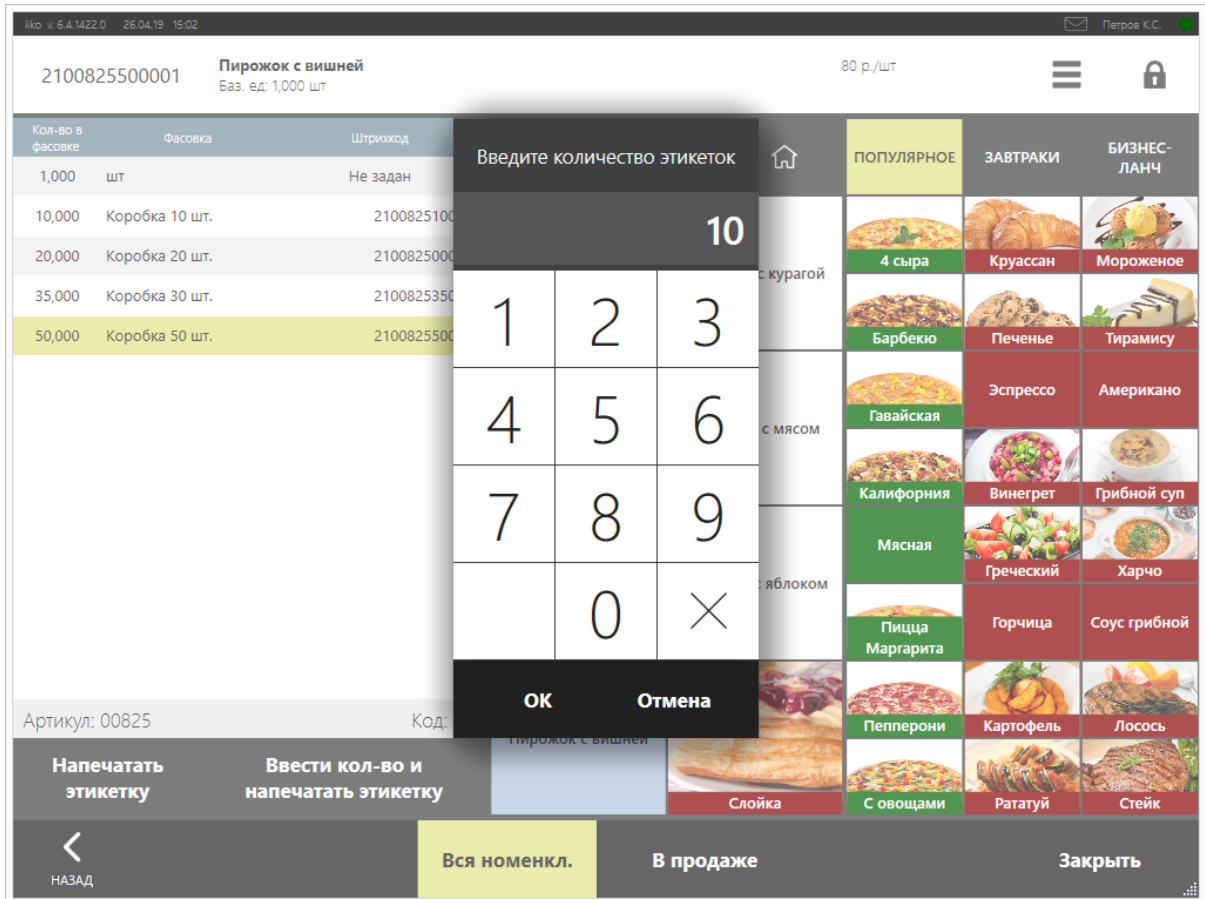 iiko v. 6.4.1422.0 26.04.19 15:02 Петров К.С.
2100825500001
Пирожок с вишней
Баз. ед: 1,000 шт
80 р./шт
Кол-во в фасовке Фасовка Штрихкод
1,000 шт Не задан
10,000 Коробка 10 шт. 2100825100
20,000 Коробка 20 шт. 2100825000
35,000 Коробка 30 шт. 2100825350
50,000 Коробка 50 шт. 2100825500
Артикул: 00825 Код:
Напечатать
этикетку
Ввести кол-во и
напечатать этикетку
Введите количество этикеток
10
1 2 3
4 5 6
7 8 9
0
ОК Отмена
с курагой
с мясом
с яблоком
Пирожок с вишней
Слойка
ПОПУЛЯРНОЕ ЗАВТРАКИ БИЗНЕС-
ЛАНЧ
4 сыра Круассан Мороженое
Барбекю Печенье Тирамису
Гавайская Эспрессо Американо
Калифорния Винегрет Грибной суп
Мясная Греческий Харчо
Пицца
Маргарита
Горчица Соус грибной
Пепперони Картофель Лосось
С овощами Рататуй Стейк
НАЗАД
Вся номенкл. В продаже Закрыть